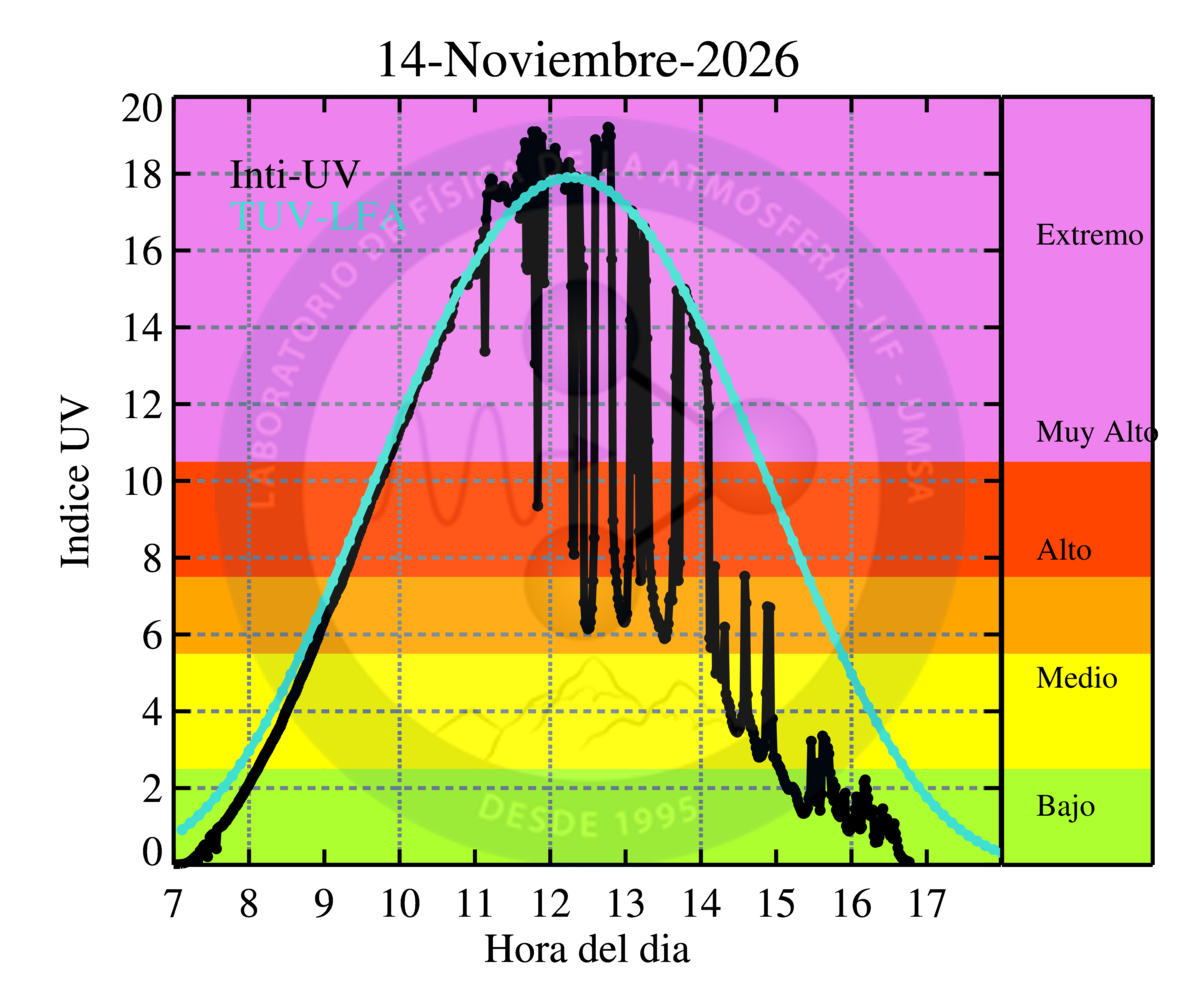 14-Noviembre-2026
Indice UV
20
18
16
14
12
10
8
6
4
2
0
Inti-UV
TUV-LFA
LABORATORIO DE FÍSICA DE LA ATMÓSFERA - IIF - UMSA
DESDE 1995
Extremo
Muy Alto
Alto
Medio
Bajo
7 8 9 10 11 12 13 14 15 16 17
Hora del dia